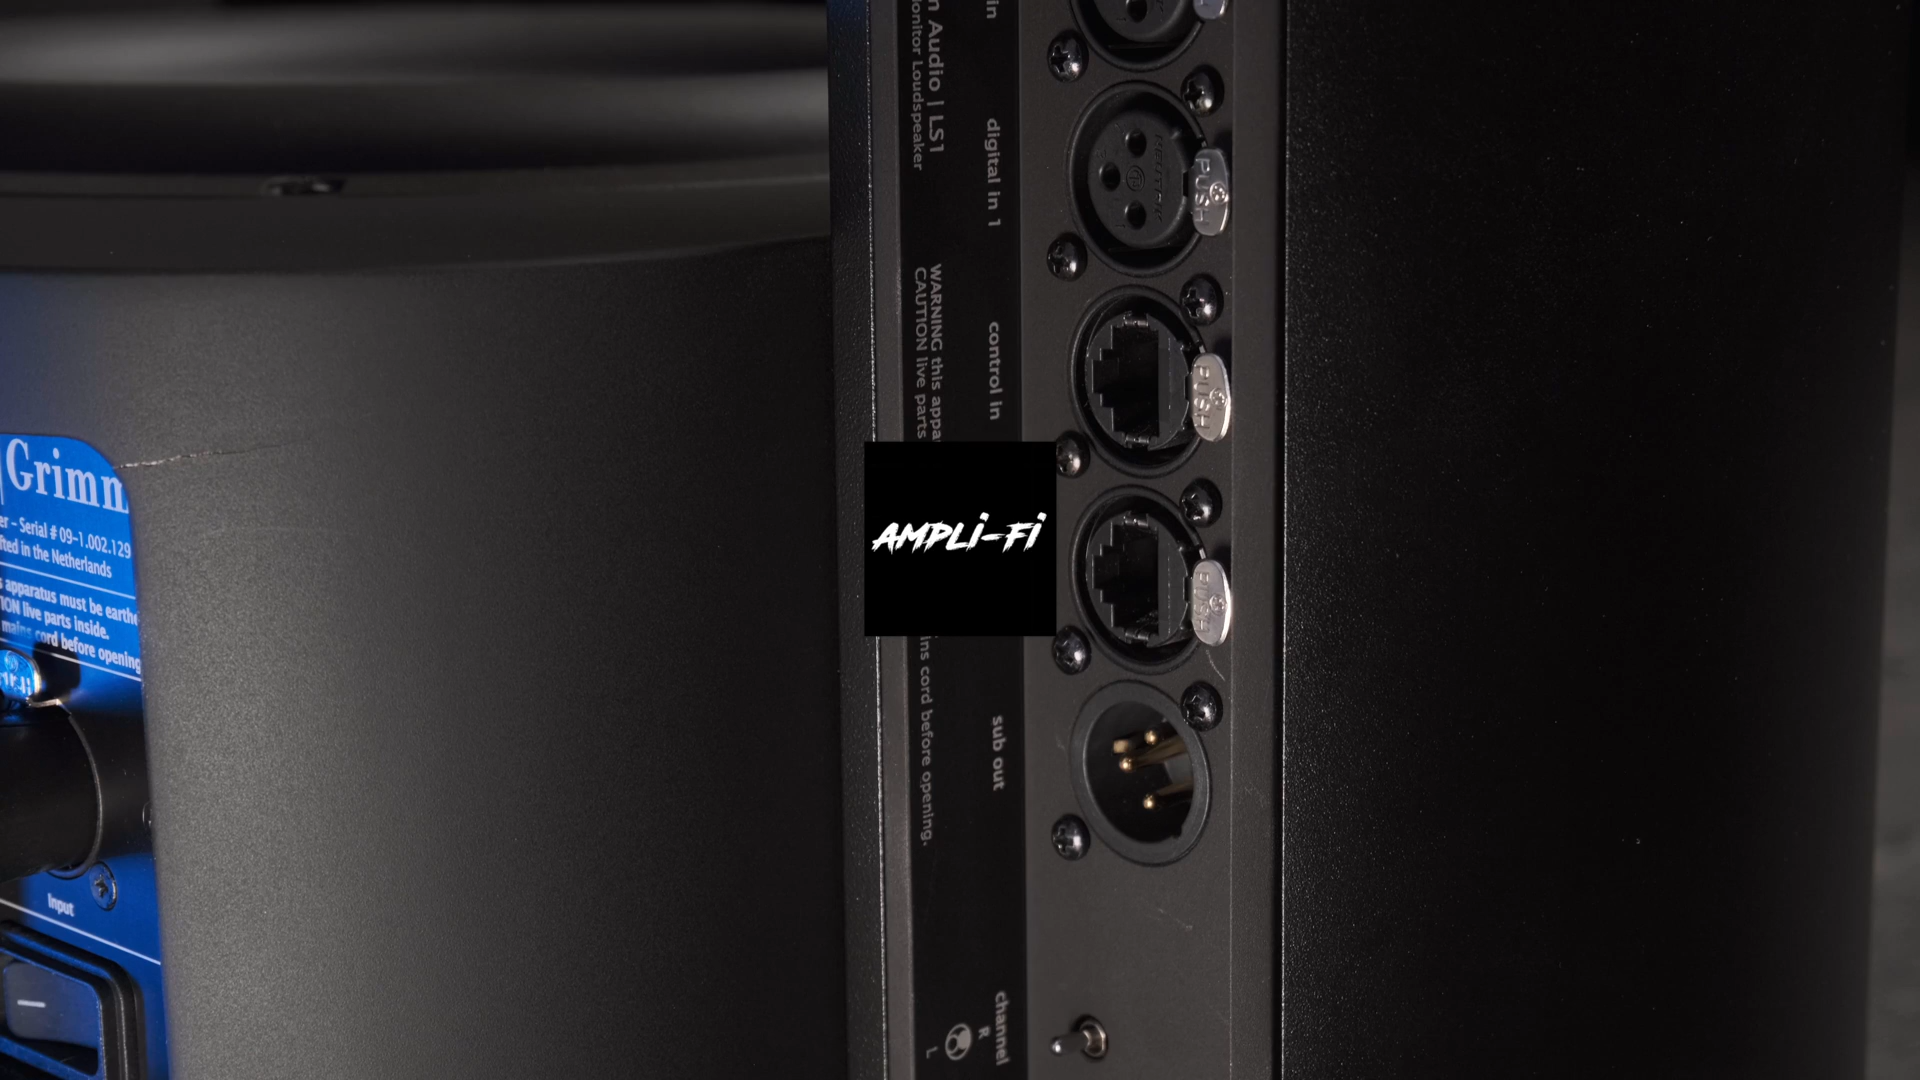 in
n Audio | LS1
onitor Loudspeaker
digital in 1
PUSH
NEUTRIK
WARNING this appa
CAUTION live parts
control in
PUSH
AMPLi-Fi
PUSH
ins cord before opening.
sub out
channel
R
L
Grimm
er – Serial # 09-1.002.129
fted in the Netherlands
s apparatus must be earthe
ION live parts inside.
mains cord before opening
Input